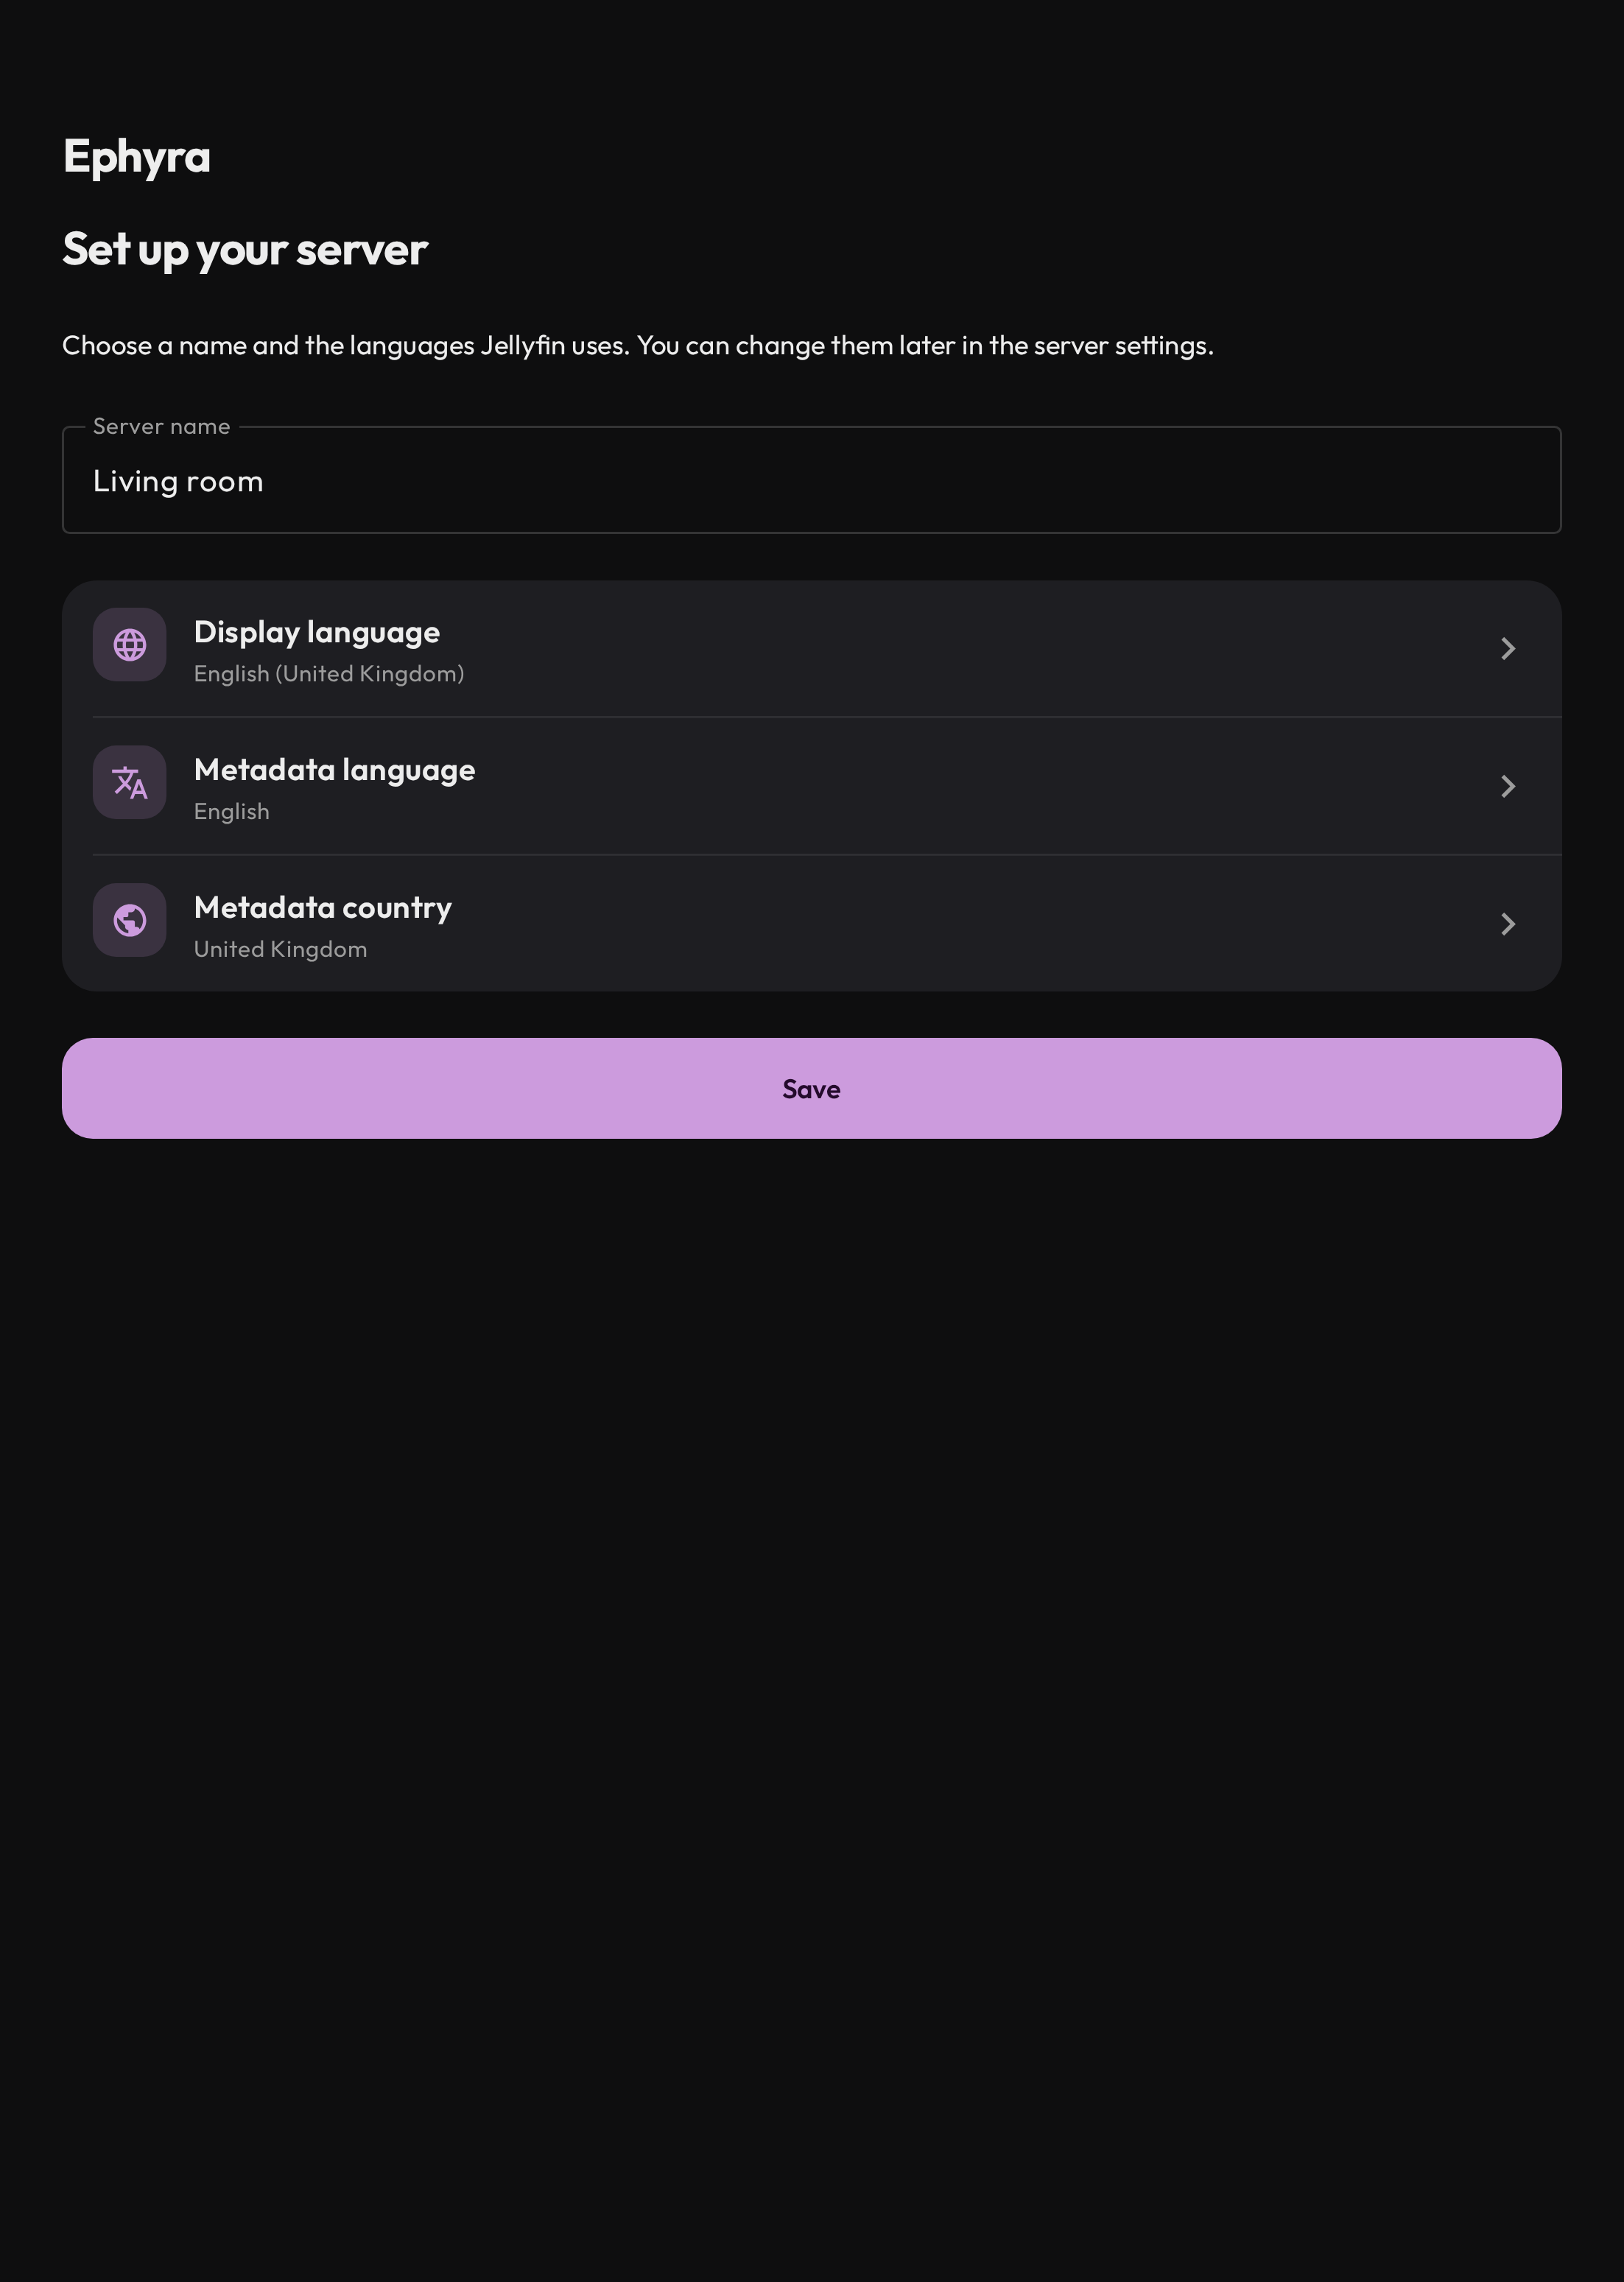 Ephyra
Set up your server
Choose a name and the languages Jellyfin uses. You can change them later in the server settings.
Server name
Living room
Display language
English (United Kingdom)
Metadata language
English
Metadata country
United Kingdom
Save